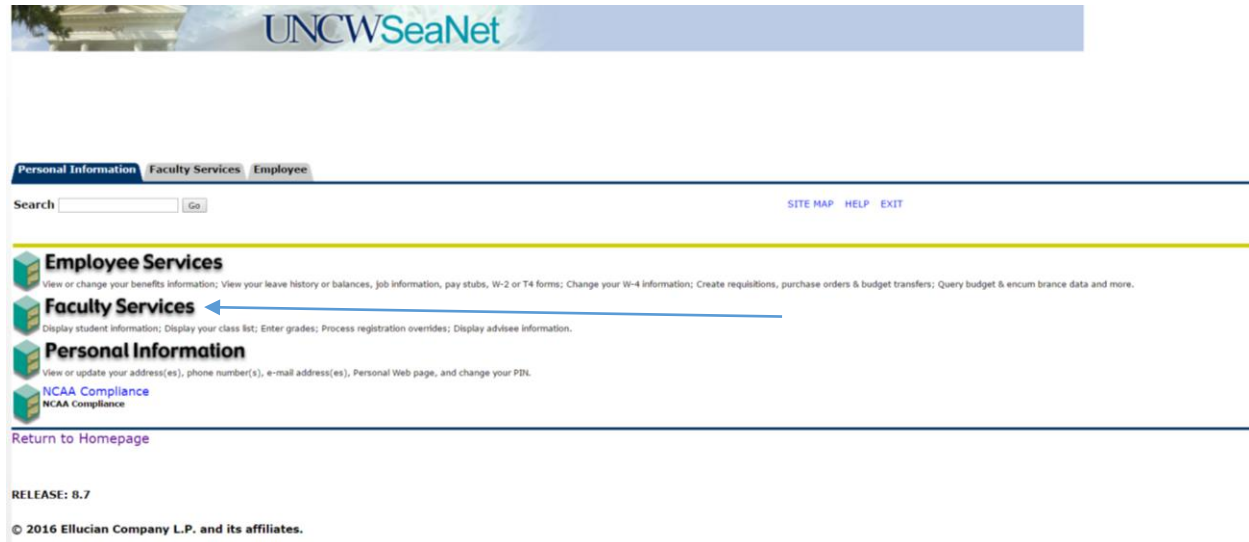 UNCWSeaNet
Personal Information Faculty Services Employee
Search Go SITE MAP HELP EXIT
Employee Services
View or change your benefits information; View your leave history or balances, job information, pay stubs, W-2 or T4 forms; Change your W-4 information; Create requisitions, purchase orders & budget transfers; Query budget & encum brance data and more.
Faculty Services
Display student information; Display your class list; Enter grades; Process registration overrides; Display advisee information.
Personal Information
View or update your address(es), phone number(s), e-mail address(es), Personal Web page, and change your PIN.
NCAA Compliance
NCAA Compliance
Return to Homepage
RELEASE: 8.7
© 2016 Ellucian Company L.P. and its affiliates.